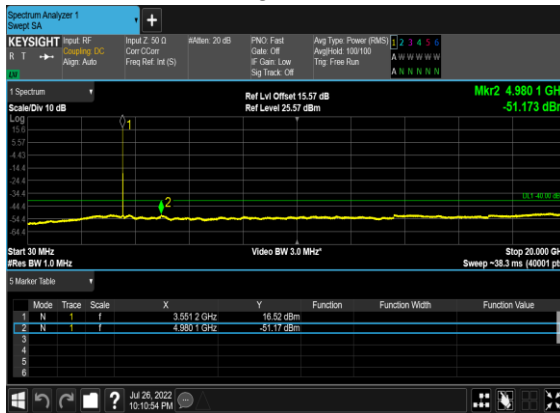 Spectrum Analyzer 1
Swept SA
+
KEYSIGHT Input: RF Input Z: 50 Ω #Atten: 20 dB PNO: Fast Avg Type: Power (RMS) 1 2 3 4 5 6
R T Coupling: DC Corr CCorr Gate: Off Avg|Hold: 100/100 A W W W W W
Align: Auto Freq Ref: Int (S) IF Gain: Low Trig: Free Run
Sig Track: Off A N N N N N
LXI
1 Spectrum Ref Lvl Offset 15.57 dB Mkr2 4.980 1 GH
Scale/Div 10 dB Ref Level 25.57 dBm -51.173 dBr
Log
15.6
1
5.57
-4.43
-14.4
-24.4
-34.4
DL1 -40.00 dB
2
-44.4
-54.4
-64.4
Start 30 MHz Video BW 3.0 MHz* Stop 20.000 GH
#Res BW 1.0 MHz Sweep ~38.3 ms (40001 pt
5 Marker Table
Mode Trace Scale X Y Function Function Width Function Value
1 N 1 f 3.551 2 GHz 16.52 dBm
2 N 1 f 4.980 1 GHz -51.17 dBm
3
4
5
6
? Jul 26, 2022
10:10:54 PM